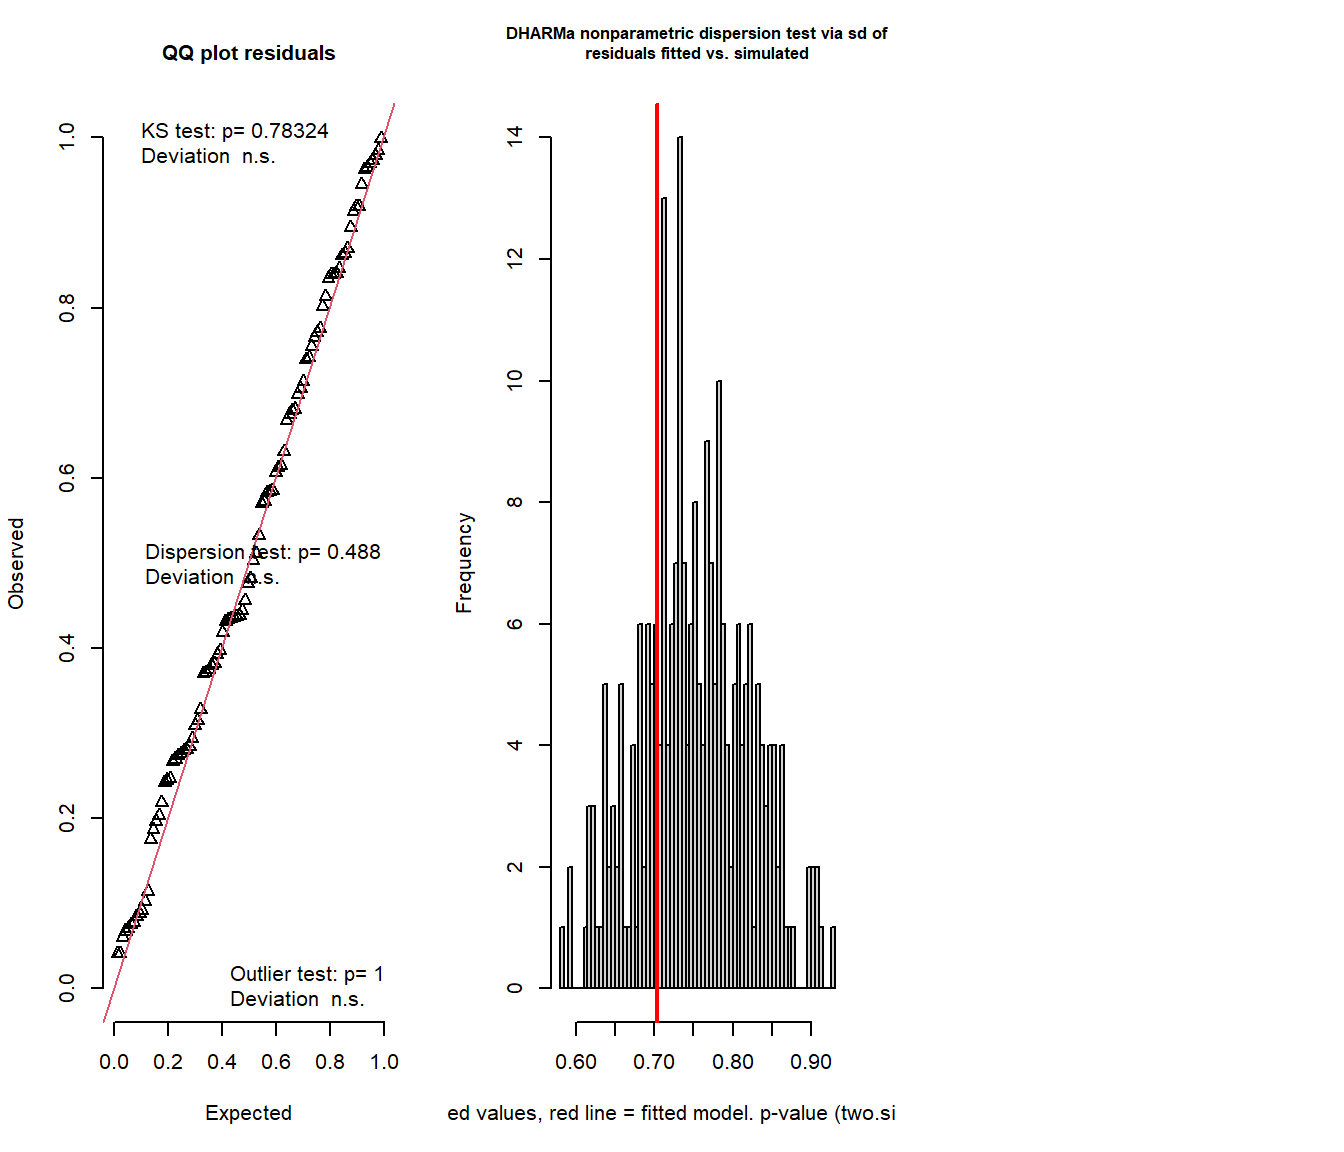 QQ plot residuals
KS test: p= 0.78324
Deviation n.s.
Dispersion test: p= 0.488
Deviation n.s.
Outlier test: p= 1
Deviation n.s.
Observed
0.0 0.2 0.4 0.6 0.8 1.0
0.0 0.2 0.4 0.6 0.8 1.0
Expected
DHARMa nonparametric dispersion test via sd of
residuals fitted vs. simulated
Frequency
0 2 4 6 8 10 12 14
0.60 0.70 0.80 0.90
ed values, red line = fitted model. p-value (two.si